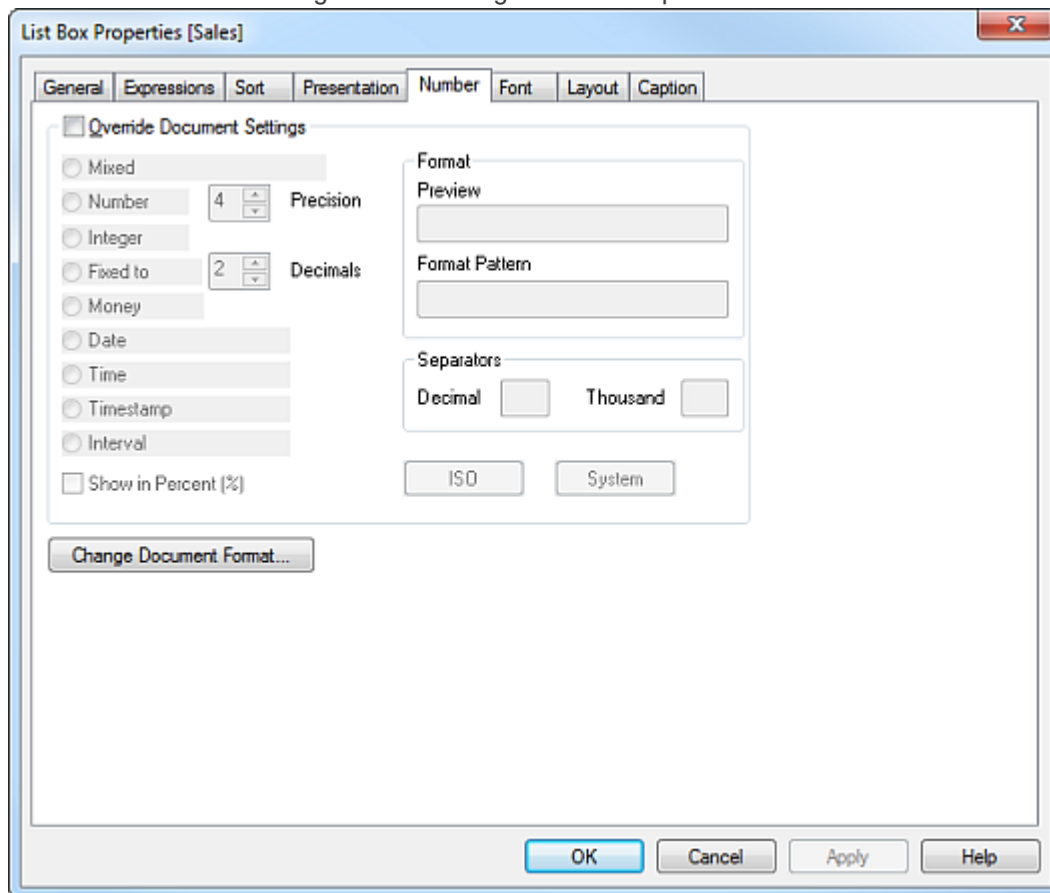 List Box Properties [Sales]
General Expressions Sort Presentation Number Font Layout Caption
Override Document Settings
Mixed
Number 4 Precision
Integer
Fixed to 2 Decimals
Money
Date
Time
Timestamp
Interval
Show in Percent (%)
Format
Preview
Format Pattern
Separators
Decimal Thousand
ISO System
Change Document Format...
OK Cancel Apply Help